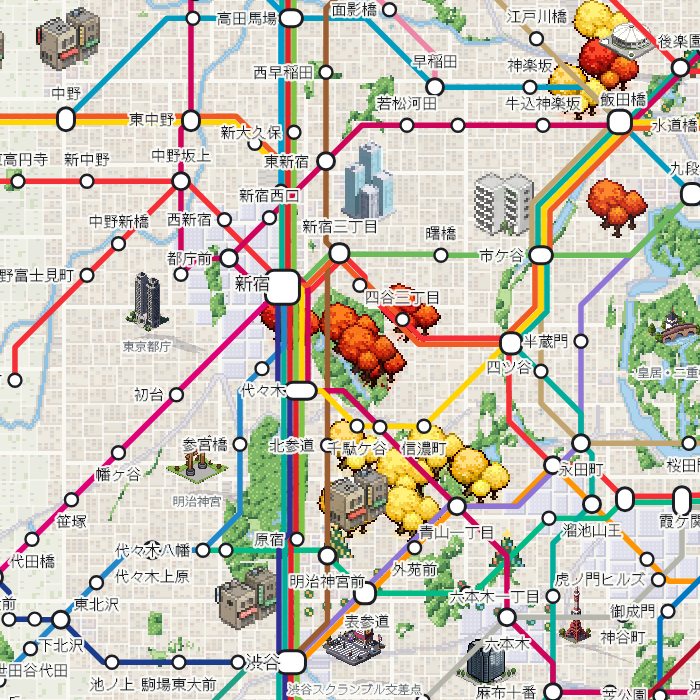 面影橋
江戸川橋
高田馬場
後楽園
早稲田
神楽坂
西早稲田
中野
若松河田
牛込神楽坂
飯田橋
東中野
新大久保
水道橋
高円寺
新中野
中野坂上
東新宿
九段
新宿西口
中野新橋
西新宿
新宿三丁目
曙橋
市ケ谷
都庁前
野富士見町
新宿
四谷三丁目
東京都庁
半蔵門
四ツ谷
皇居・二重
初台
代々木
参宮橋
北参道
千駄ケ谷
信濃町
桜田
幡ケ谷
永田町
明治神宮
笹塚
霞ケ関
青山一丁目
溜池山王
原宿
代田橋
代々木八幡
外苑前
代々木上原
明治神宮前
虎ノ門ヒルズ
前
東北沢
六本木一丁目
御成門
表参道
神谷町
下北沢
六本木
世田谷代田
渋谷
池ノ上
駒場東大前
渋谷スクランブル交差点
麻布十番
芝公園